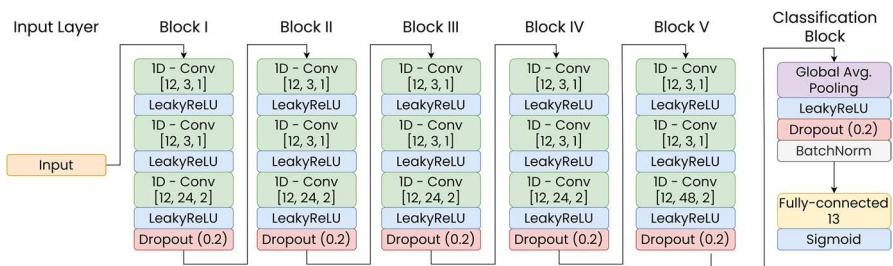 Input Layer
Input
Block I
1D - Conv
[12, 3, 1]
LeakyReLU
1D - Conv
[12, 3, 1]
LeakyReLU
1D - Conv
[12, 24, 2]
LeakyReLU
Dropout (0.2)
Block II
1D - Conv
[12, 3, 1]
LeakyReLU
1D - Conv
[12, 3, 1]
LeakyReLU
1D - Conv
[12, 24, 2]
LeakyReLU
Dropout (0.2)
Block III
1D - Conv
[12, 3, 1]
LeakyReLU
1D - Conv
[12, 3, 1]
LeakyReLU
1D - Conv
[12, 24, 2]
LeakyReLU
Dropout (0.2)
Block IV
1D - Conv
[12, 3, 1]
LeakyReLU
1D - Conv
[12, 3, 1]
LeakyReLU
1D - Conv
[12, 24, 2]
LeakyReLU
Dropout (0.2)
Block V
1D - Conv
[12, 3, 1]
LeakyReLU
1D - Conv
[12, 3, 1]
LeakyReLU
1D - Conv
[12, 48, 2]
LeakyReLU
Dropout (0.2)
Classification
Block
Global Avg.
Pooling
LeakyReLU
Dropout (0.2)
BatchNorm
Fully-connected
13
Sigmoid